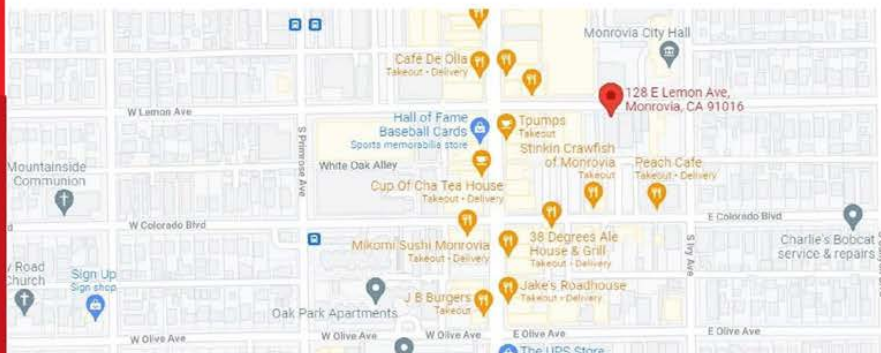 Monrovia City Hall
Café De Olla
Takeout • Delivery
128 E Lemon Ave,
Monrovia, CA 91016
W Lemon Ave
Hall of Fame
Baseball Cards
Sports memorabilia store
Tpumps
Takeout
S Primrose Ave
Stinkin Crawfish
of Monrovia
Takeout
White Oak Alley
Peach Cafe
Takeout • Delivery
Mountainside
Communion
Cup Of Cha Tea House
Takeout • Delivery
W Colorado Blvd
E Colorado Blvd
Mikomi Sushi Monrovia
Takeout • Delivery
38 Degrees Ale
House & Grill
Takeout • Delivery
S Ivy Ave
Charlie's Bobcat
service & repairs
y Road
Church
Sign Up
Sign shop
Jake's Roadhouse
Takeout • Delivery
J B Burgers
Takeout
Oak Park Apartments
W Olive Ave
W Olive Ave
W Olive Ave
E Olive Ave
E Olive Ave
The UPS Store